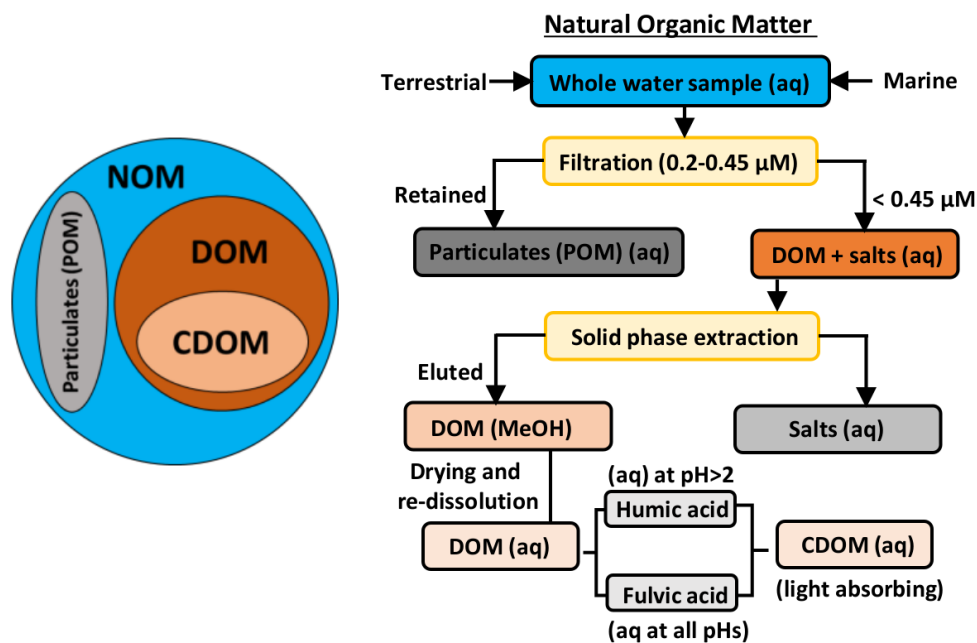 NOM
Particulates (POM)
DOM
CDOM
Natural Organic Matter
Terrestrial
Whole water sample (aq)
Marine
Filtration (0.2-0.45 μM)
Retained
< 0.45 μM
Particulates (POM) (aq)
DOM + salts (aq)
Solid phase extraction
Eluted
DOM (MeOH)
Salts (aq)
Drying and
re-dissolution
(aq) at pH>2
Humic acid
DOM (aq)
CDOM (aq)
(light absorbing)
Fulvic acid
(aq at all pHs)